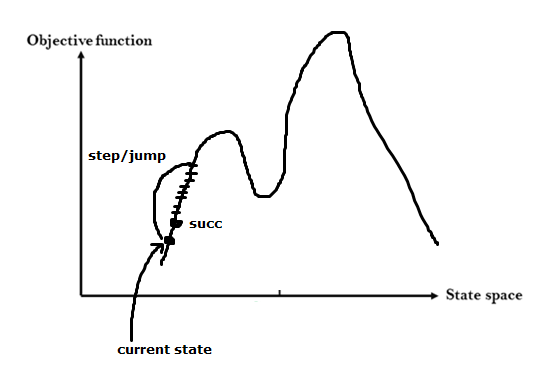 Objective function
step/jump
succ
State space
current state